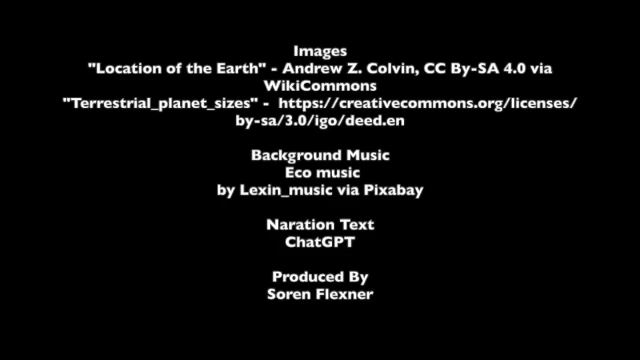 Images
"Location of the Earth" - Andrew Z. Colvin, CC By-SA 4.0 via
WikiCommons
"Terrestrial_planet_sizes" - https://creativecommons.org/licenses/
by-sa/3.0/igo/deed.en
Background Music
Eco music
by Lexin_music via Pixabay
Naration Text
ChatGPT
Produced By
Soren Flexner